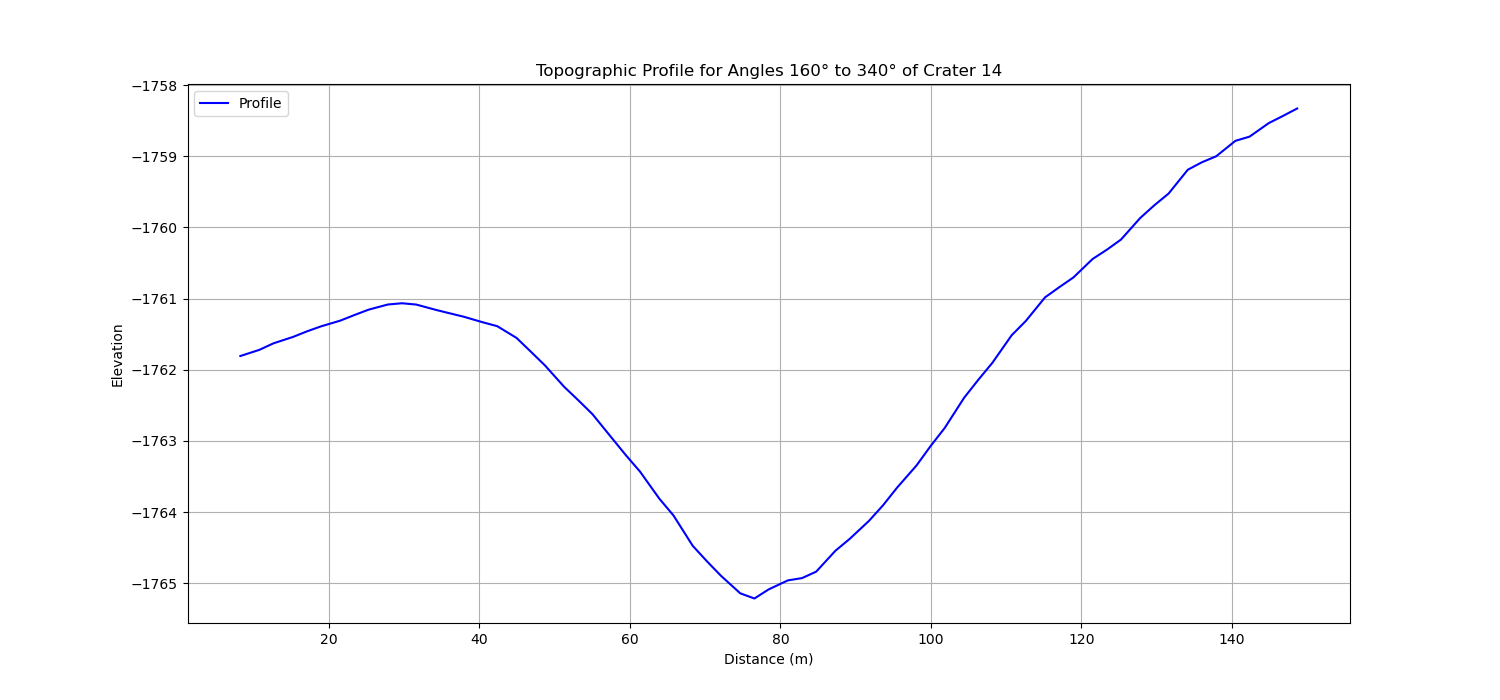 Topographic Profile for Angles 160° to 340° of Crater 14
Profile
−1758
−1759
−1760
−1761
−1762
−1763
−1764
−1765
Elevation
20 40 60 80 100 120 140
Distance (m)